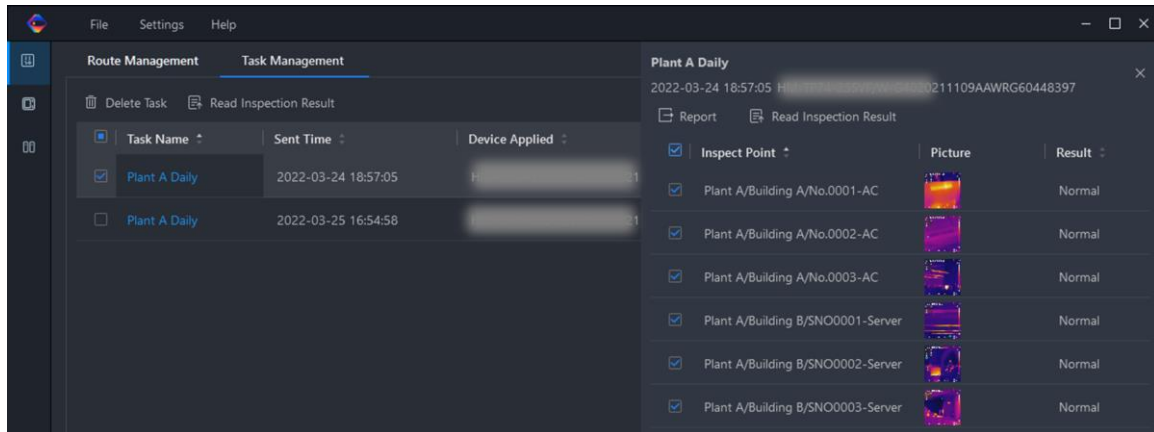 File Settings Help
Route Management Task Management
Delete Task Read Inspection Result
Task Name Sent Time Device Applied
Plant A Daily 2022-03-24 18:57:05
Plant A Daily 2022-03-25 16:54:58
Plant A Daily
2022-03-24 18:57:05 20211109AAWRG60448397
Report Read Inspection Result
Inspect Point Picture Result
Plant A/Building A/No.0001-AC Normal
Plant A/Building A/No.0002-AC Normal
Plant A/Building A/No.0003-AC Normal
Plant A/Building B/SNO0001-Server Normal
Plant A/Building B/SNO0002-Server Normal
Plant A/Building B/SNO0003-Server Normal